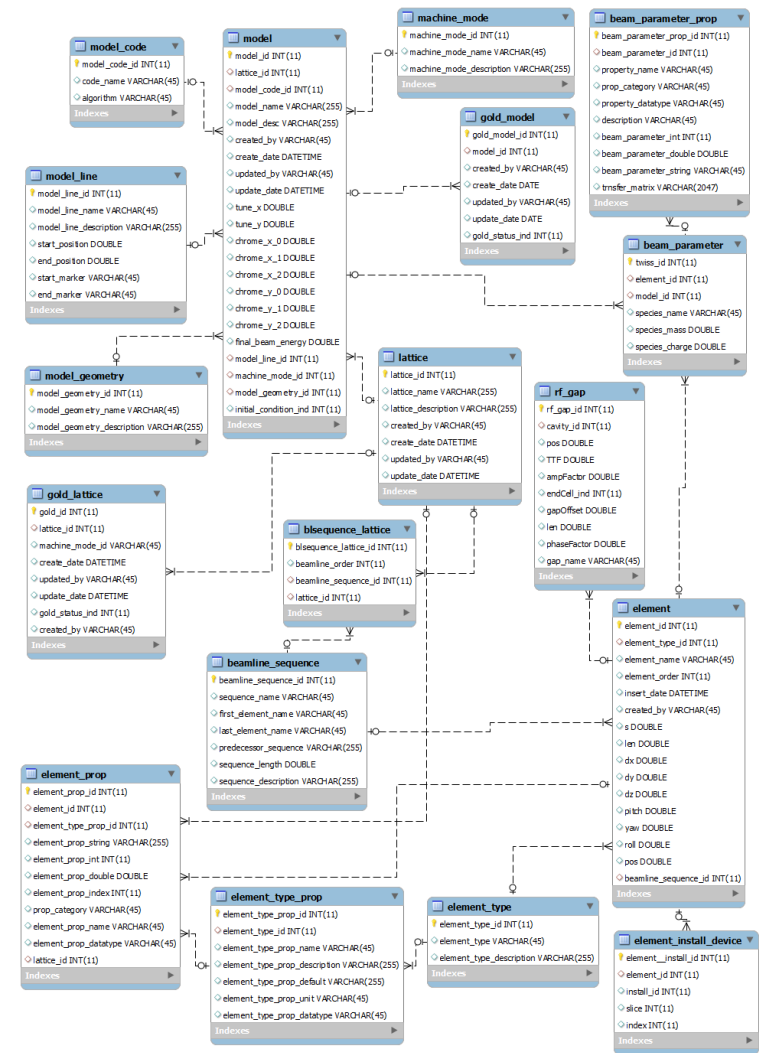 model_code
model_code_id INT(11)
code_name VARCHAR(45)
algorithm VARCHAR(45)
Indexes
model
model_id INT(11)
lattice_id INT(11)
model_code_id INT(11)
model_name VARCHAR(255)
model_desc VARCHAR(255)
created_by VARCHAR(45)
create_date DATETIME
updated_by VARCHAR(45)
update_date DATETIME
tune_x DOUBLE
tune_y DOUBLE
chrome_x_0 DOUBLE
chrome_x_1 DOUBLE
chrome_x_2 DOUBLE
chrome_y_0 DOUBLE
chrome_y_1 DOUBLE
chrome_y_2 DOUBLE
final_beam_energy DOUBLE
model_line_id INT(11)
machine_mode_id INT(11)
model_geometry_id INT(11)
initial_condition_ind INT(11)
Indexes
machine_mode
machine_mode_id INT(11)
machine_mode_name VARCHAR(45)
machine_mode_description VARCHAR(255)
Indexes
beam_parameter_prop
beam_parameter_prop_id INT(11)
beam_parameter_id INT(11)
property_name VARCHAR(45)
prop_category VARCHAR(45)
property_datatype VARCHAR(45)
description VARCHAR(45)
beam_parameter_int INT(11)
beam_parameter_double DOUBLE
beam_parameter_string VARCHAR(45)
trnsfer_matrix VARCHAR(2047)
Indexes
gold_model
gold_model_id INT(11)
model_id INT(11)
created_by VARCHAR(45)
create_date DATE
updated_by VARCHAR(45)
update_date DATE
gold_status_ind INT(11)
Indexes
model_line
model_line_id INT(11)
model_line_name VARCHAR(45)
model_line_description VARCHAR(255)
start_position DOUBLE
end_position DOUBLE
start_marker VARCHAR(45)
end_marker VARCHAR(45)
Indexes
beam_parameter
twiss_id INT(11)
element_id INT(11)
model_id INT(11)
species_name VARCHAR(45)
species_mass DOUBLE
species_charge DOUBLE
Indexes
model_geometry
model_geometry_id INT(11)
model_geometry_name VARCHAR(45)
model_geometry_description VARCHAR(255)
Indexes
lattice
lattice_id INT(11)
lattice_name VARCHAR(255)
lattice_description VARCHAR(255)
created_by VARCHAR(45)
create_date DATETIME
updated_by VARCHAR(45)
update_date DATETIME
Indexes
rf_gap
rf_gap_id INT(11)
cavity_id INT(11)
pos DOUBLE
TTF DOUBLE
ampFactor DOUBLE
endCell_ind INT(11)
gapOffset DOUBLE
len DOUBLE
phaseFactor DOUBLE
gap_name VARCHAR(45)
Indexes
gold_lattice
gold_id INT(11)
lattice_id INT(11)
machine_mode_id VARCHAR(45)
create_date DATETIME
updated_by VARCHAR(45)
update_date DATETIME
gold_status_ind INT(11)
created_by VARCHAR(45)
Indexes
blsequence_lattice
blsequence_lattice_id INT(11)
beamline_order INT(11)
beamline_sequence_id INT(11)
lattice_id INT(11)
Indexes
element
element_id INT(11)
element_type_id INT(11)
element_name VARCHAR(45)
element_order INT(11)
insert_date DATETIME
created_by VARCHAR(45)
s DOUBLE
len DOUBLE
dx DOUBLE
dy DOUBLE
dz DOUBLE
pitch DOUBLE
yaw DOUBLE
roll DOUBLE
pos DOUBLE
beamline_sequence_id INT(11)
Indexes
beamline_sequence
beamline_sequence_id INT(11)
sequence_name VARCHAR(45)
first_element_name VARCHAR(45)
last_element_name VARCHAR(45)
predecessor_sequence VARCHAR(255)
sequence_length DOUBLE
sequence_description VARCHAR(255)
Indexes
element_prop
element_prop_id INT(11)
element_id INT(11)
element_type_prop_id INT(11)
element_prop_string VARCHAR(255)
element_prop_int INT(11)
element_prop_double DOUBLE
element_prop_index INT(11)
prop_category VARCHAR(45)
element_prop_name VARCHAR(45)
element_prop_datatype VARCHAR(45)
lattice_id INT(11)
Indexes
element_type_prop
element_type_prop_id INT(11)
element_type_id INT(11)
element_type_prop_name VARCHAR(45)
element_type_prop_description VARCHAR(255)
element_type_prop_default VARCHAR(255)
element_type_prop_unit VARCHAR(45)
element_type_prop_datatype VARCHAR(45)
Indexes
element_type
element_type_id INT(11)
element_type VARCHAR(45)
element_type_description VARCHAR(255)
Indexes
element_install_device
element__install_id INT(11)
element_id INT(11)
install_id INT(11)
slice INT(11)
index INT(11)
Indexes